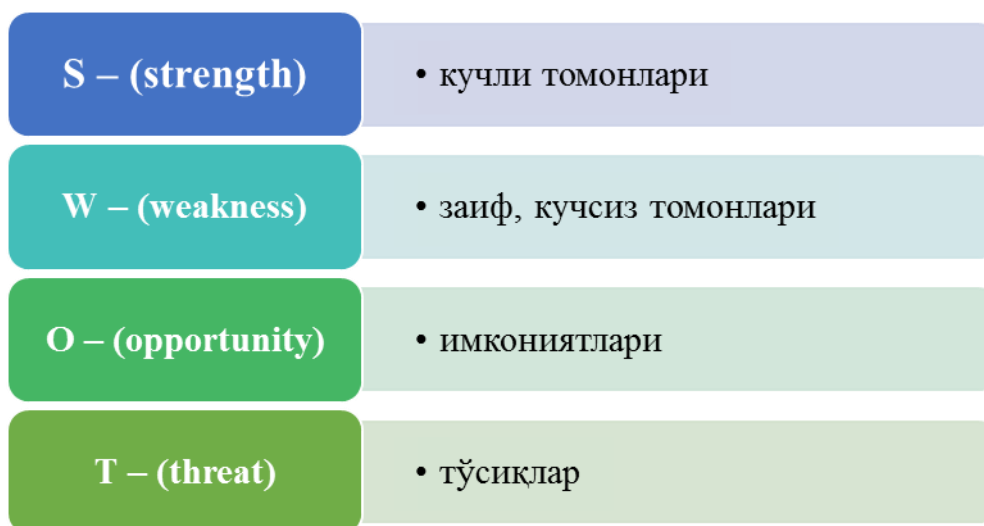 S – (strength)
• кучли томонлари
W – (weakness)
• заиф, кучсиз томонлари
O – (opportunity)
• имкониятлари
T – (threat)
• тўсиқлар